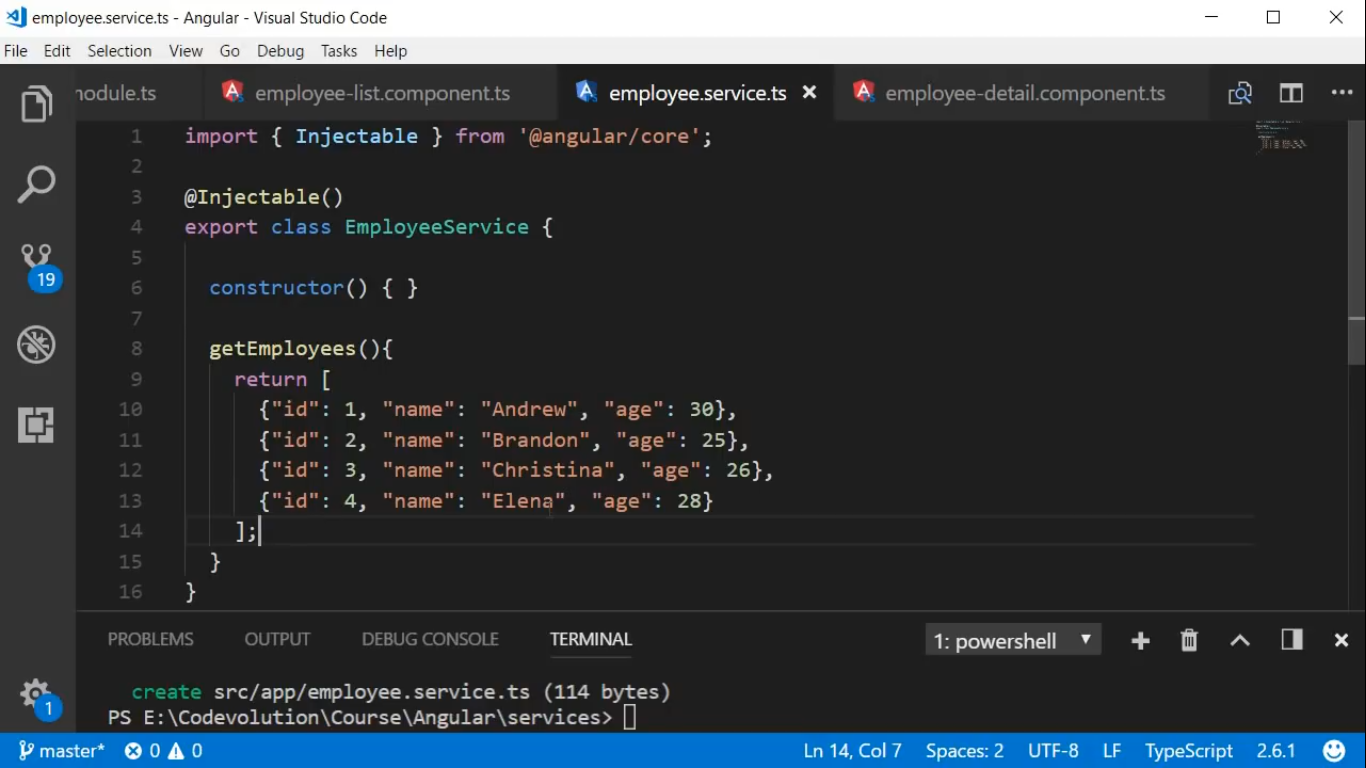 employee.service.ts - Angular - Visual Studio Code
File Edit Selection View Go Debug Tasks Help
module.ts employee-list.component.ts employee.service.ts employee-detail.component.ts
1 import { Injectable } from '@angular/core';
2
3 @Injectable()
4 export class EmployeeService {
5
6 constructor() { }
7
8 getEmployees(){
9 return [
10 {"id": 1, "name": "Andrew", "age": 30},
11 {"id": 2, "name": "Brandon", "age": 25},
12 {"id": 3, "name": "Christina", "age": 26},
13 {"id": 4, "name": "Elena", "age": 28}
14 ];
15 }
16 }
19
1
PROBLEMS OUTPUT DEBUG CONSOLE TERMINAL 1: powershell
create src/app/employee.service.ts (114 bytes)
PS E:\Codevolution\Course\Angular\services>
master* 0 0 Ln 14, Col 7 Spaces: 2 UTF-8 LF TypeScript 2.6.1